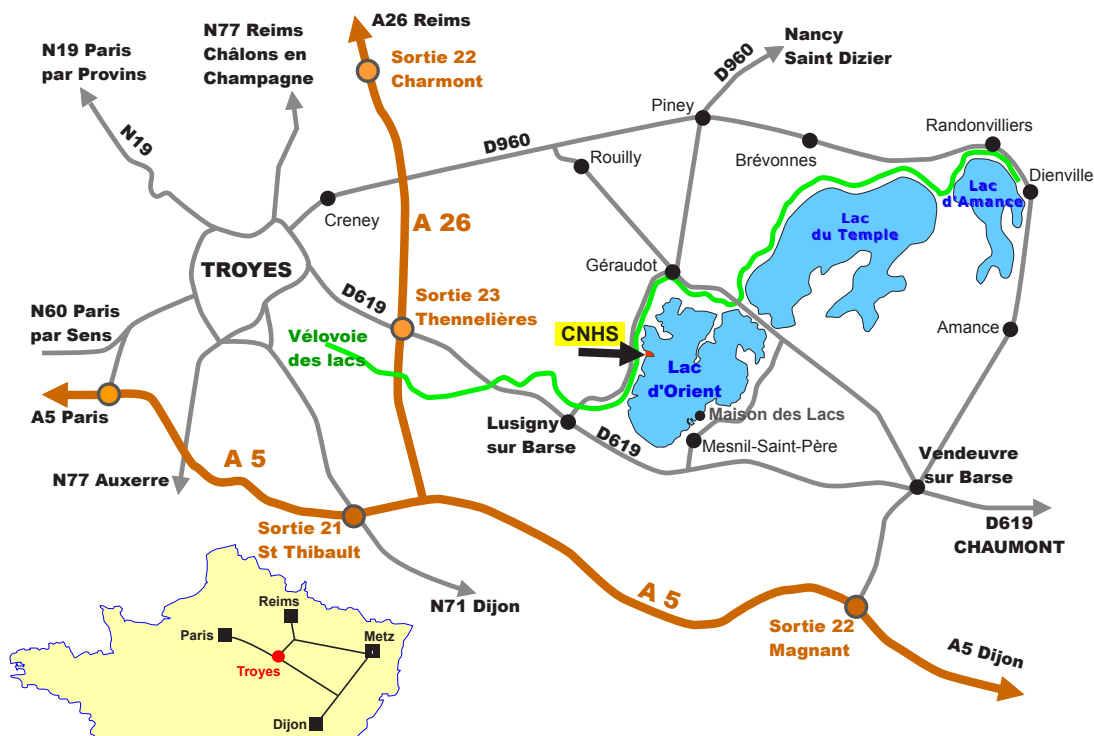 A26 Reims
N77 Reims
Châlons en
Champagne
N19 Paris
par Provins
Sortie 22
Charmont
Nancy
Saint Dizier
D960
Piney
N19
D960
Rouilly
Brévonnes
Randonvilliers
Dienville
Lac
d'Amance
Creney
A 26
Lac
du Temple
TROYES
Géraudot
D619
Sortie 23
Thennelières
N60 Paris
par Sens
Vélovoie
des lacs
CNHS
Amance
Lac
d'Orient
A5 Paris
Maison des Lacs
Lusigny
sur Barse
D619
Mesnil-Saint-Père
Vendeuvre
sur Barse
A 5
N77 Auxerre
Sortie 21
St Thibault
D619
CHAUMONT
N71 Dijon
A 5
Sortie 22
Magnant
A5 Dijon
Reims
Paris
Metz
Troyes
Dijon